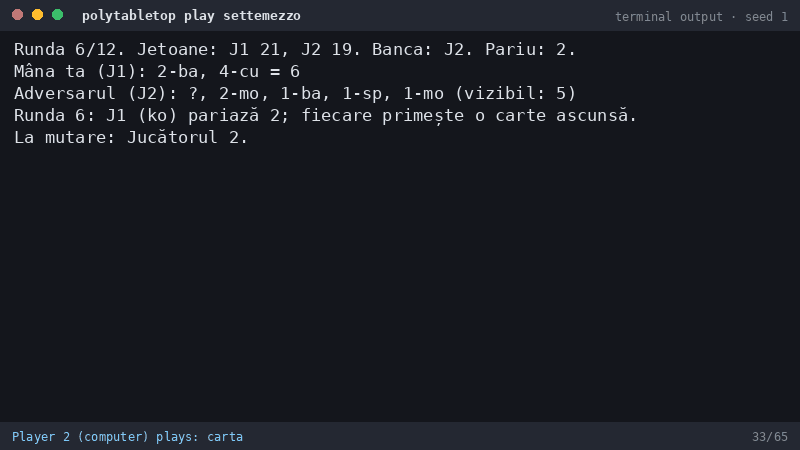 polytabletop play settemezzo
terminal output · seed 1
Runda 6/12. Jetoane: J1 21, J2 19. Banca: J2. Pariu: 2.
Mâna ta (J1): 2-ba, 4-cu = 6
Adversarul (J2): ?, 2-mo, 1-ba, 1-sp, 1-mo (vizibil: 5)
Runda 6: J1 (ko) pariază 2; fiecare primește o carte ascunsă.
La mutare: Jucătorul 2.
Player 2 (computer) plays: carta
33/65